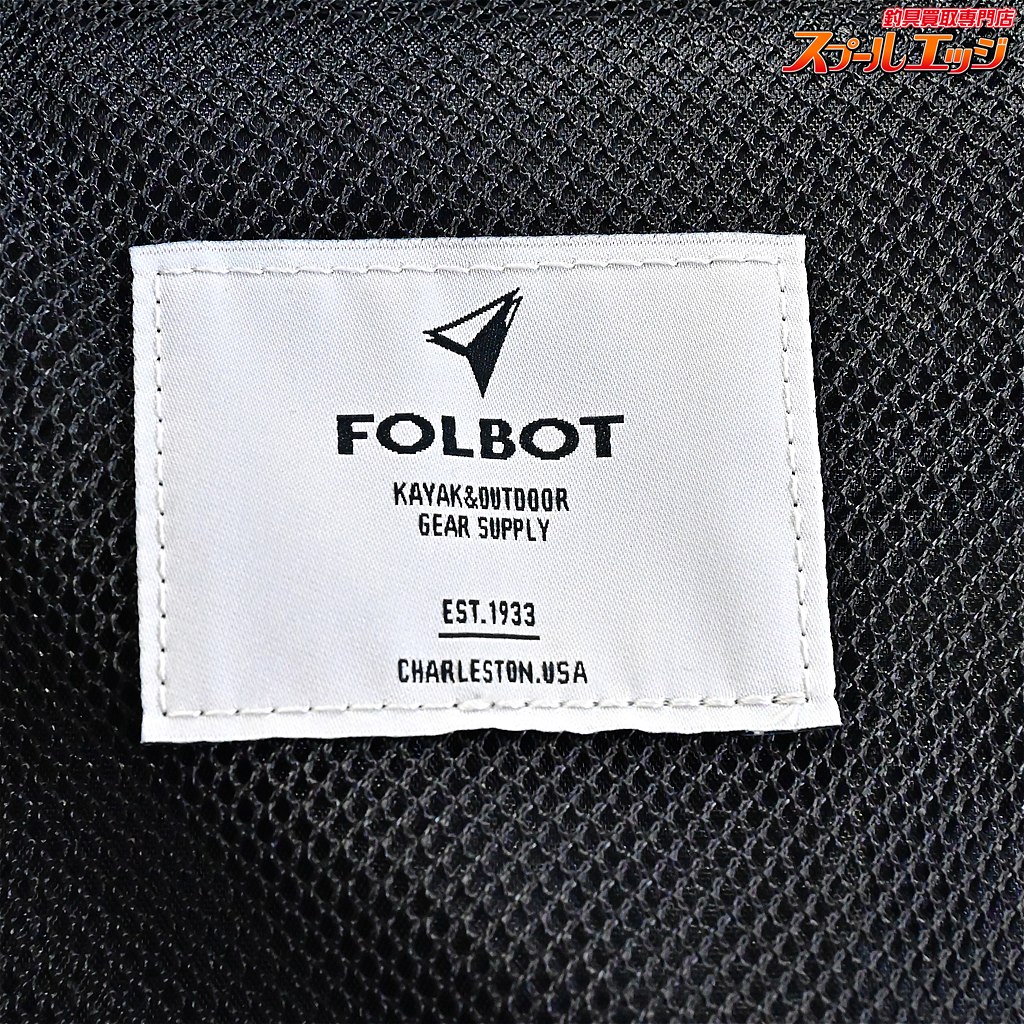 釣具買取専門店
スプールエッジ
FOLBOT
KAYAK&OUTDOOR
GEAR SUPPLY
EST.1933
CHARLESTON.USA